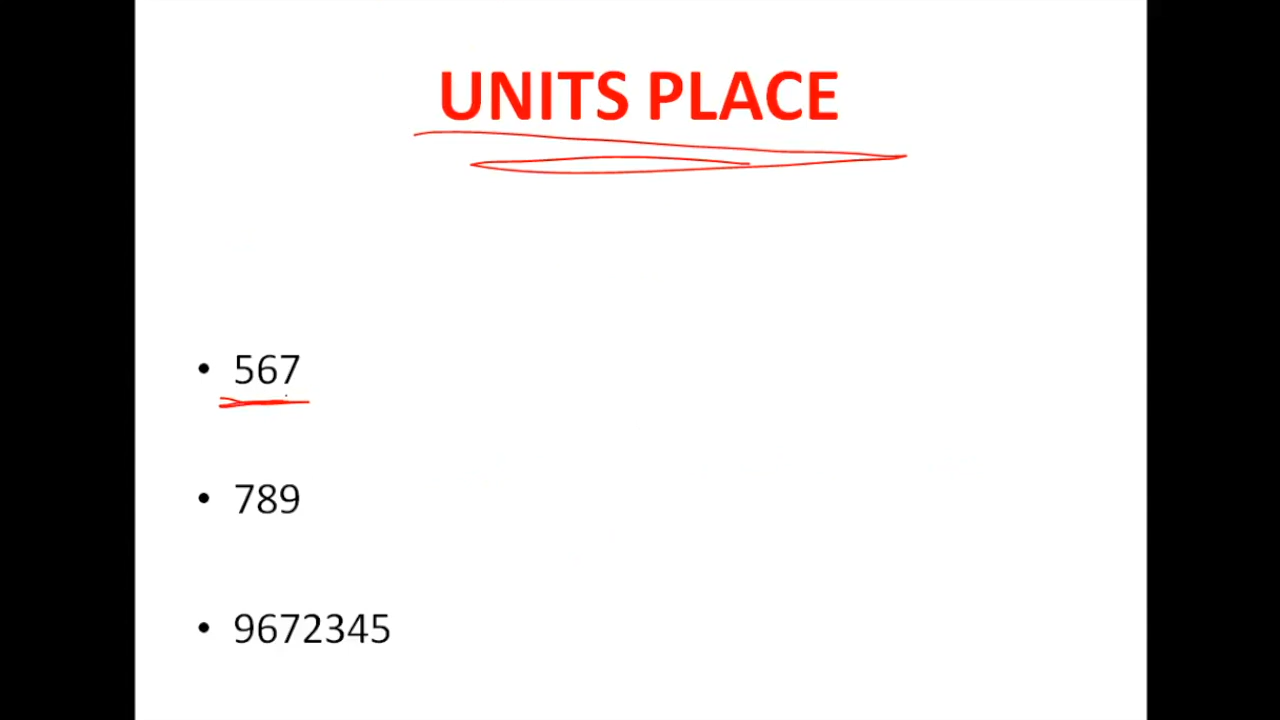 UNITS PLACE
• 567
• 789
• 9672345